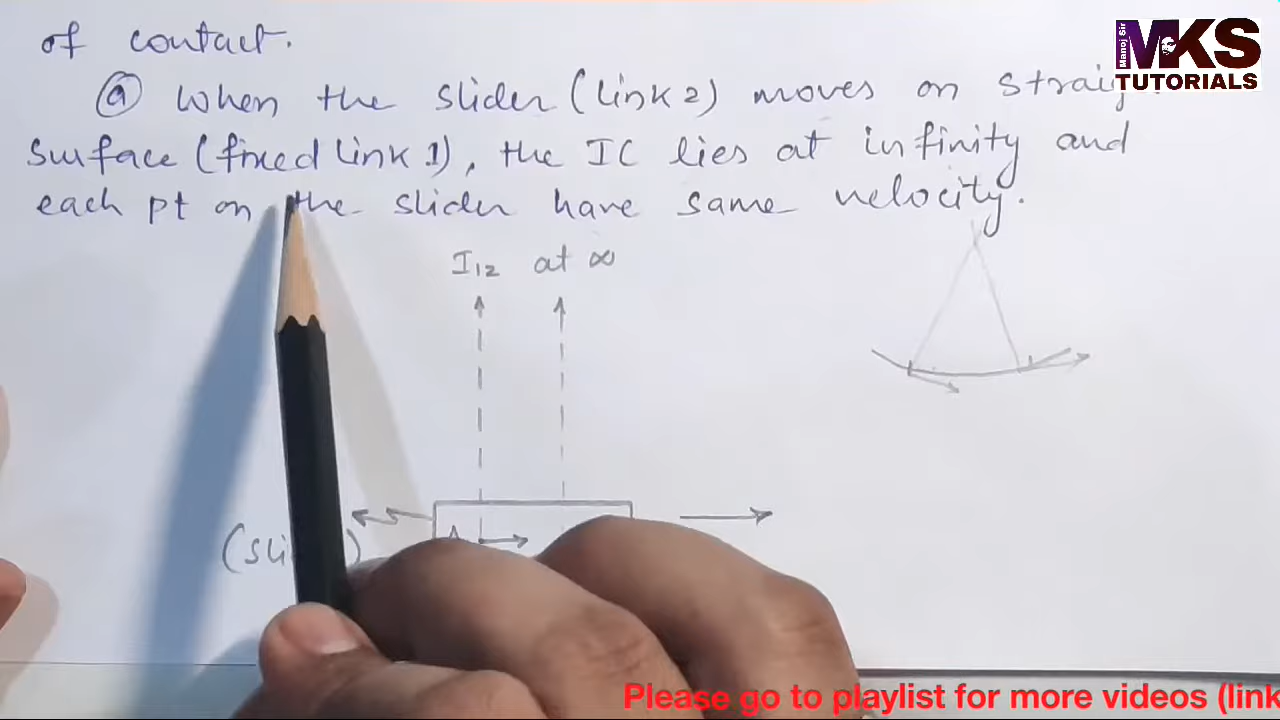 of contact.
(a) When the slider (link 2) moves on straig
surface (fixed link 1), the IC lies at infinity and
each pt on the slider have same velocity.
I12 at ∞
A
Manoj Sir
MKS
TUTORIALS
Please go to playlist for more videos (link